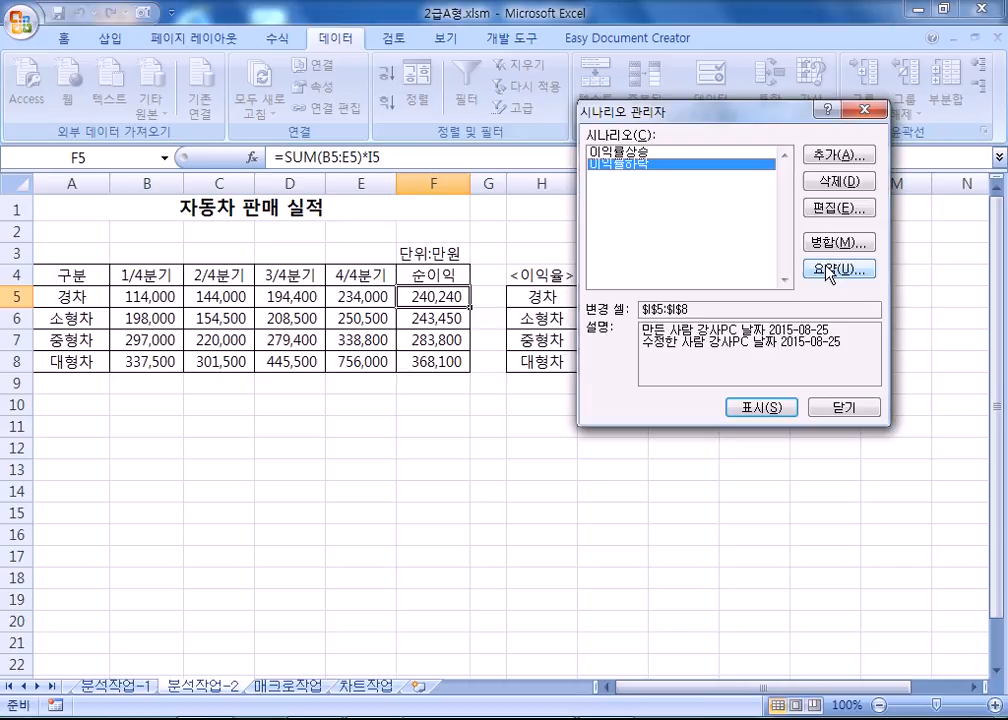 2급A형.xlsm - Microsoft Excel
홈 삽입 페이지 레이아웃 수식 데이터 검토 보기 개발 도구 Easy Document Creator
Access 웹 텍스트 기타 원본 기존 연결 모두 새로 고침 연결 속성 연결 편집 정렬 필터 지우기 다시 적용 고급 부분합
외부 데이터 가져오기 연결 정렬 및 필터 윤곽선
F5 fx =SUM(B5:E5)*I5
A B C D E F G H M N
1 자동차 판매 실적
2
3 단위:만원
4 구분 1/4분기 2/4분기 3/4분기 4/4분기 순이익 <이익율>
5 경차 114,000 144,000 194,400 234,000 240,240 경차
6 소형차 198,000 154,500 208,500 250,500 243,450 소형차
7 중형차 297,000 220,000 279,400 338,800 283,800 중형차
8 대형차 337,500 301,500 445,500 756,000 368,100 대형차
9
10
11
12
13
14
15
16
17
18
19
20
21
22
시나리오 관리자
시나리오(C):
이익률상승
이익률하락
추가(A)...
삭제(D)
편집(E)...
병합(M)...
요약(U)...
변경 셀: $I$5:$I$8
설명: 만든 사람 강사PC 날짜 2015-08-25
수정한 사람 강사PC 날짜 2015-08-25
표시(S) 닫기
분석작업-1 분석작업-2 매크로작업 차트작업
준비 100%